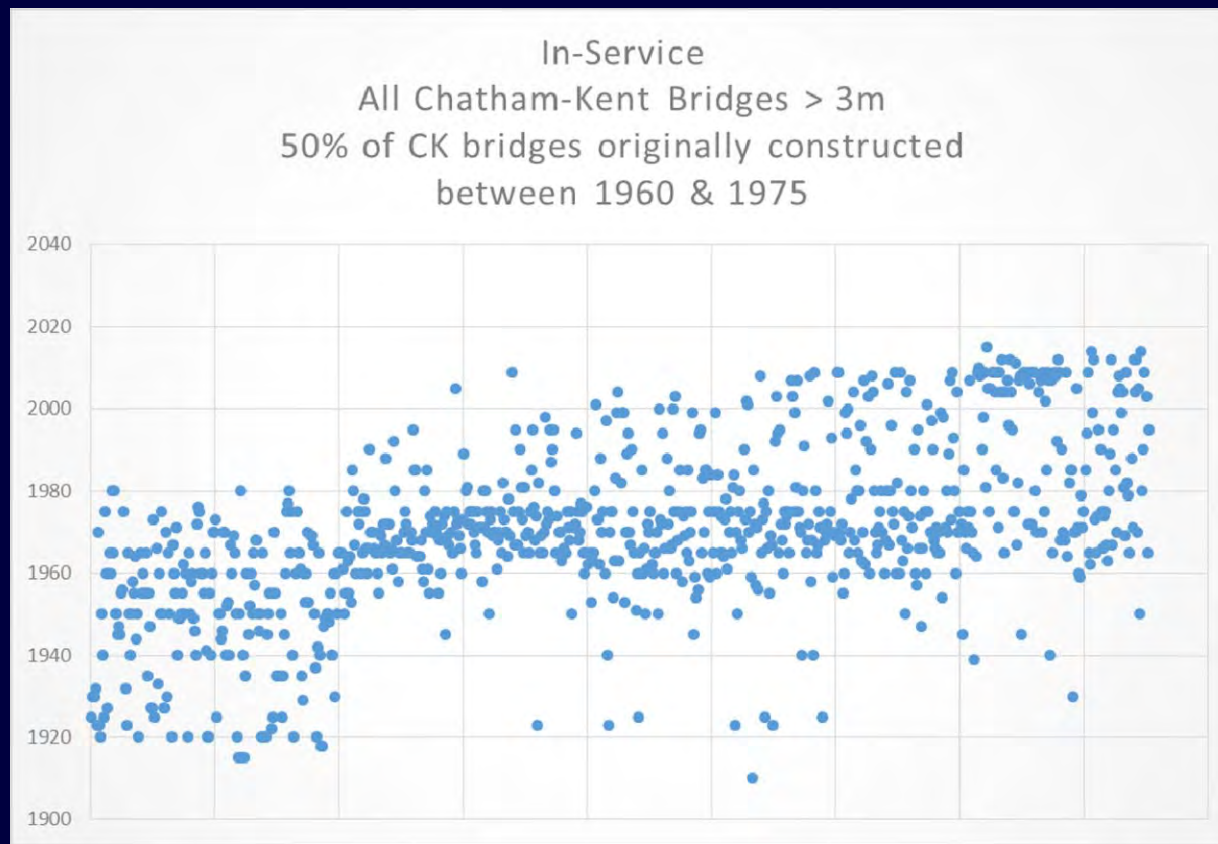 In-Service
All Chatham-Kent Bridges > 3m
50% of CK bridges originally constructed
between 1960 & 1975
2040
2020
2000
1980
1960
1940
1920
1900